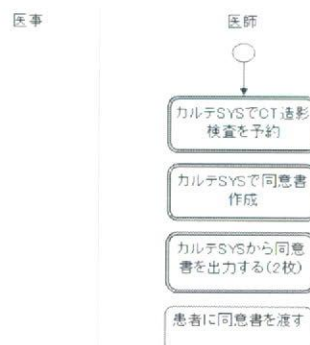 医事
医師
カルテSYSでCT造影
検査を予約
カルテSYSで同意書
作成
カルテSYSから同意
書を出力する(2枚)
患者に同意書を渡す